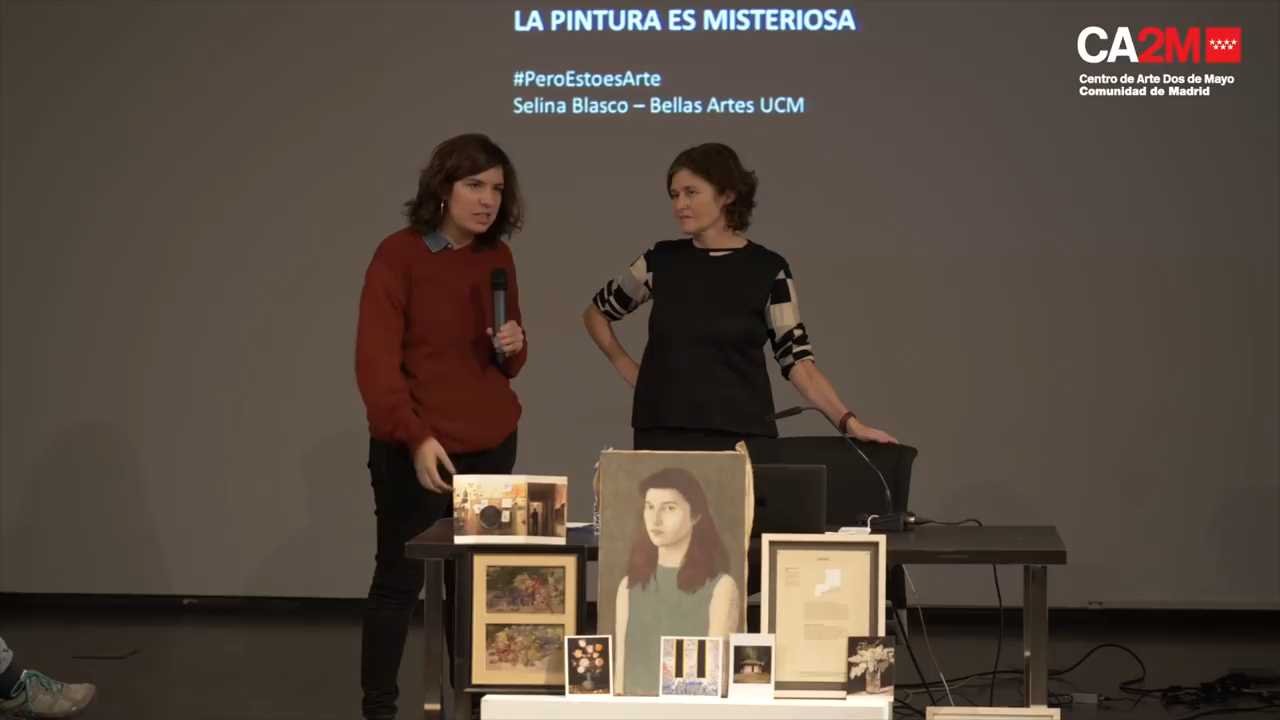 LA PINTURA ES MISTERIOSA
#PeroEstoesArte
Selina Blasco – Bellas Artes UCM
CA2M
Centro de Arte Dos de Mayo
Comunidad de Madrid